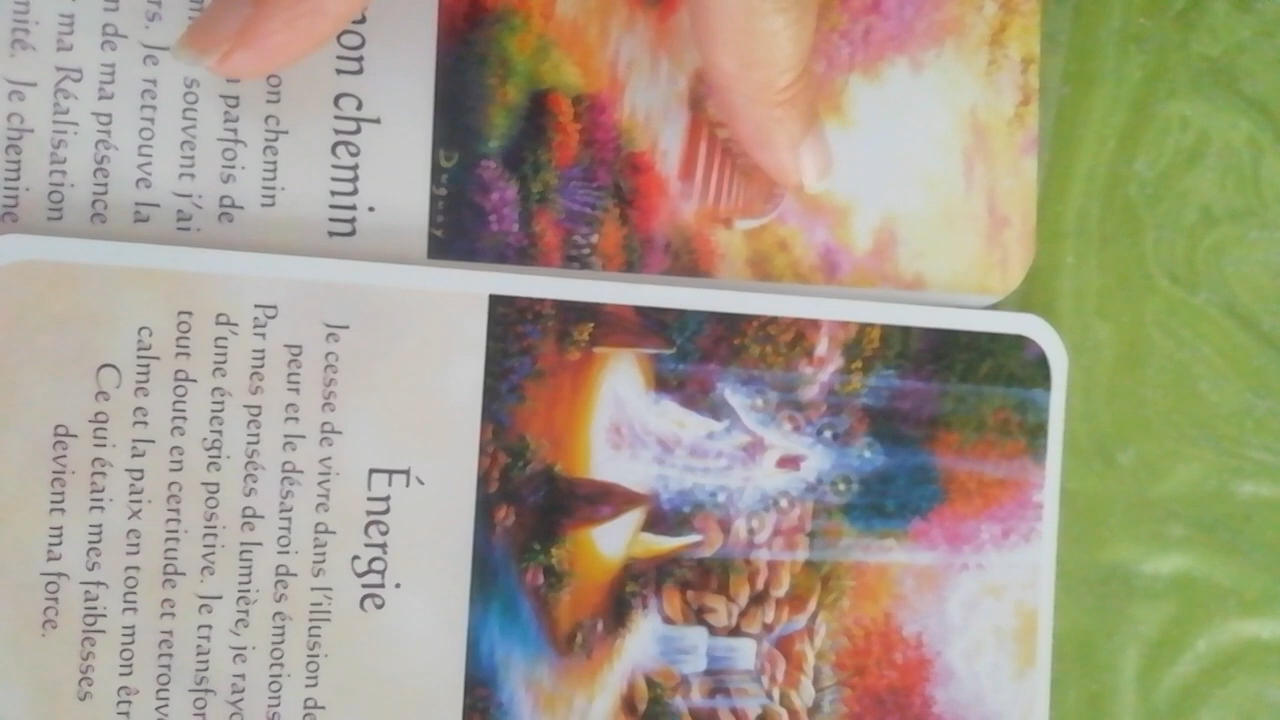 on chemin
on chemin
parfois de
souvent j'ai
rs. Je retrouve la
n de ma présence
ma Réalisation
nité. Je chemine
Duguay
Énergie
Je cesse de vivre dans l'illusion de
peur et le désarroi des émotions
Par mes pensées de lumière, je rayo
d'une énergie positive. Je transfor
tout doute en certitude et retrouve
calme et la paix en tout mon êtr
Ce qui était mes faiblesses
devient ma force.